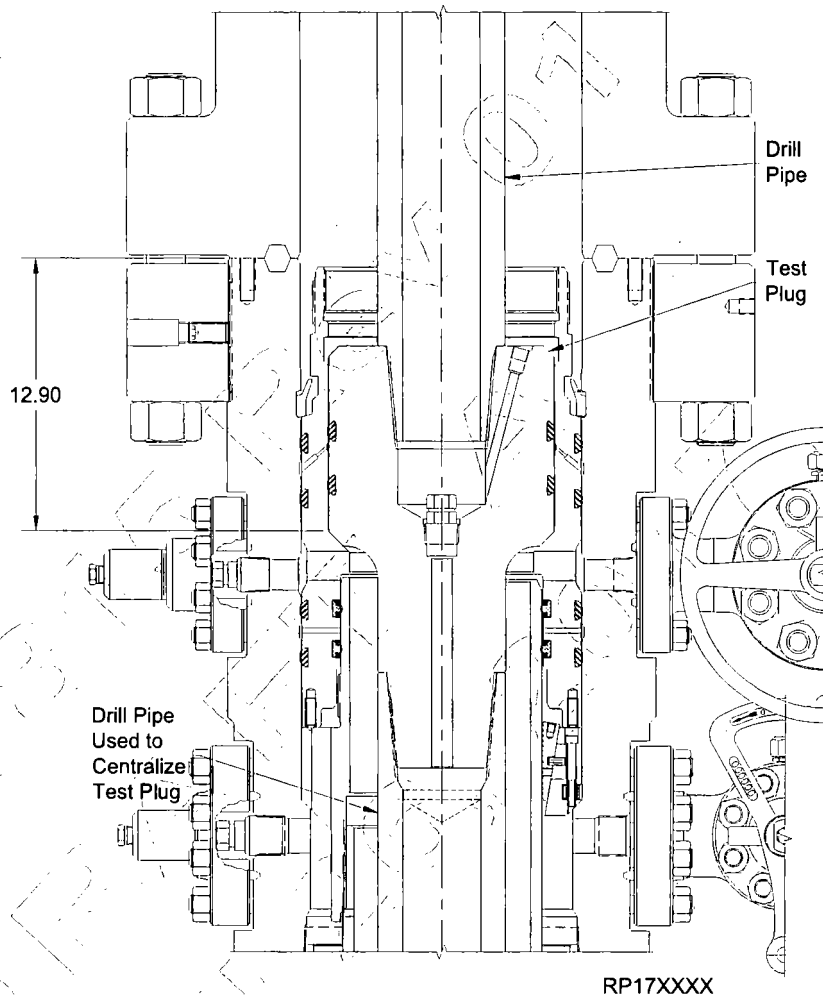 Drill
Pipe
Test
Plug
12.90
Drill Pipe
Used to
Centralize
Test Plug
RP17XXXX